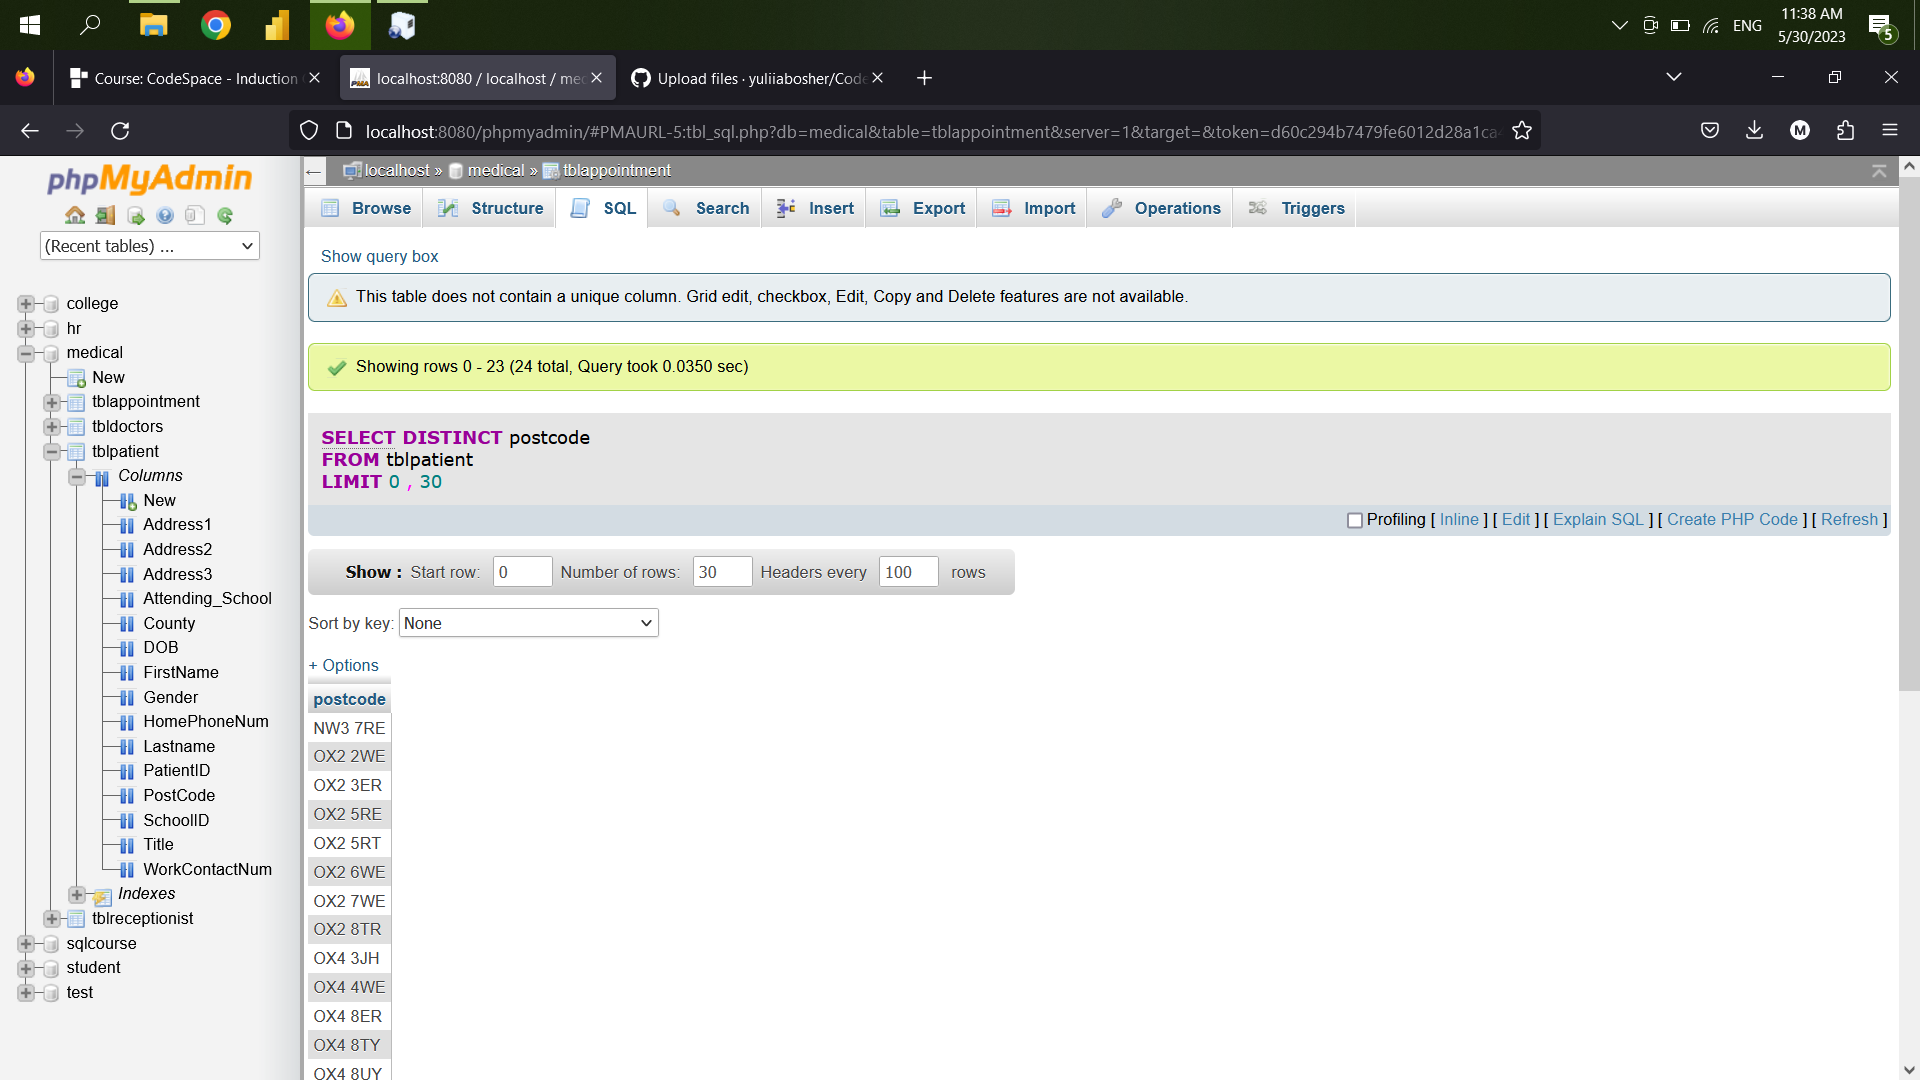 ENG
11:38 AM
5/30/2023
5
Course: CodeSpace - Induction
localhost:8080 / localhost / med
Upload files · yuliiabosher/Code
localhost:8080/phpmyadmin/#PMAURL-5:tbl_sql.php?db=medical&table=tblappointment&server=1&target=&token=d60c294b7479fe6012d28a1ca
M
phpMyAdmin
(Recent tables) ...
college
hr
medical
New
tblappointment
tbldoctors
tblpatient
Columns
New
Address1
Address2
Address3
Attending_School
County
DOB
FirstName
Gender
HomePhoneNum
Lastname
PatientID
PostCode
SchoolID
Title
WorkContactNum
Indexes
tblreceptionist
sqlcourse
student
test
localhost » medical » tblappointment
Browse Structure SQL Search Insert Export Import Operations Triggers
Show query box
This table does not contain a unique column. Grid edit, checkbox, Edit, Copy and Delete features are not available.
Showing rows 0 - 23 (24 total, Query took 0.0350 sec)
SELECT DISTINCT postcode
FROM tblpatient
LIMIT 0 , 30
Profiling [ Inline ] [ Edit ] [ Explain SQL ] [ Create PHP Code ] [ Refresh ]
Show : Start row: 0 Number of rows: 30 Headers every 100 rows
Sort by key: None
+ Options
postcode
NW3 7RE
OX2 2WE
OX2 3ER
OX2 5RE
OX2 5RT
OX2 6WE
OX2 7WE
OX2 8TR
OX4 3JH
OX4 4WE
OX4 8ER
OX4 8TY
OX4 8UY